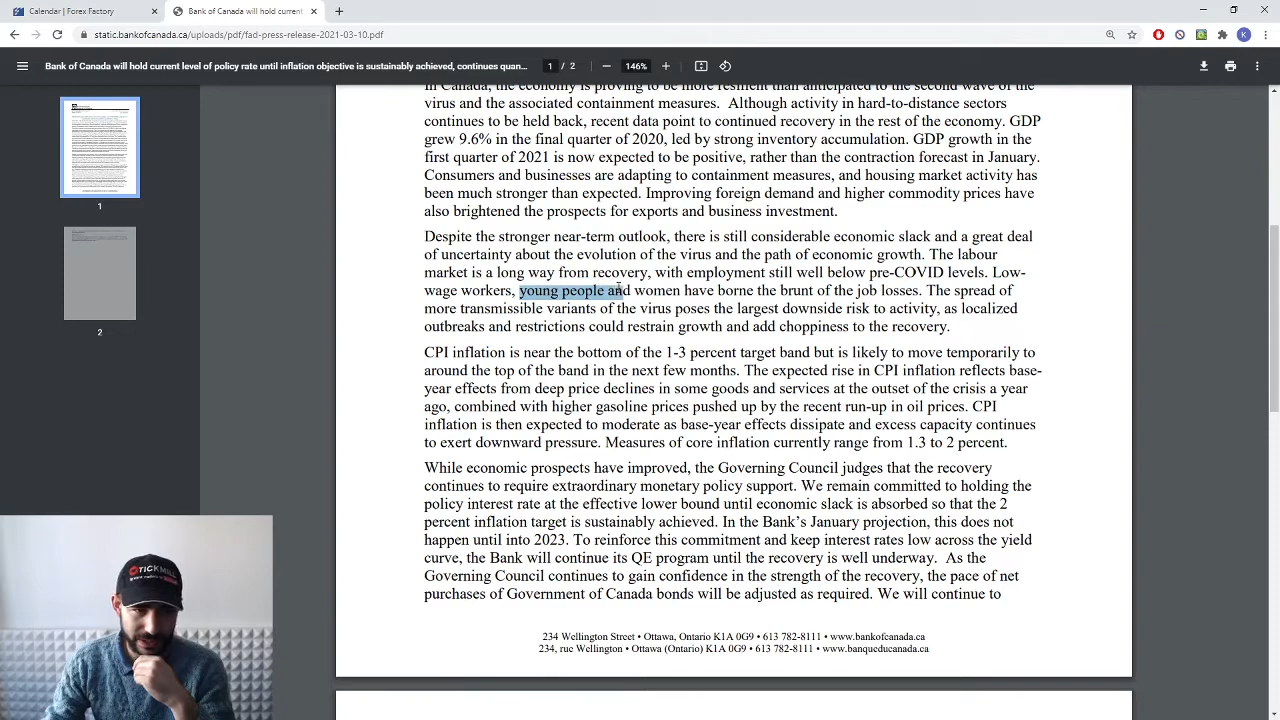 Calendar | Forex Factory
Bank of Canada will hold current
static.bankofcanada.ca/uploads/pdf/fad-press-release-2021-03-10.pdf
K
Bank of Canada will hold current level of policy rate until inflation objective is sustainably achieved, continues quan...
1 / 2
146%
In Canada, the economy is proving to be more resilient than anticipated to the second wave of the
virus and the associated containment measures. Although activity in hard-to-distance sectors
continues to be held back, recent data point to continued recovery in the rest of the economy. GDP
grew 9.6% in the final quarter of 2020, led by strong inventory accumulation. GDP growth in the
first quarter of 2021 is now expected to be positive, rather than the contraction forecast in January.
Consumers and businesses are adapting to containment measures, and housing market activity has
been much stronger than expected. Improving foreign demand and higher commodity prices have
also brightened the prospects for exports and business investment.
Despite the stronger near-term outlook, there is still considerable economic slack and a great deal
of uncertainty about the evolution of the virus and the path of economic growth. The labour
market is a long way from recovery, with employment still well below pre-COVID levels. Low-
wage workers, young people and women have borne the brunt of the job losses. The spread of
more transmissible variants of the virus poses the largest downside risk to activity, as localized
outbreaks and restrictions could restrain growth and add choppiness to the recovery.
CPI inflation is near the bottom of the 1-3 percent target band but is likely to move temporarily to
around the top of the band in the next few months. The expected rise in CPI inflation reflects base-
year effects from deep price declines in some goods and services at the outset of the crisis a year
ago, combined with higher gasoline prices pushed up by the recent run-up in oil prices. CPI
inflation is then expected to moderate as base-year effects dissipate and excess capacity continues
to exert downward pressure. Measures of core inflation currently range from 1.3 to 2 percent.
While economic prospects have improved, the Governing Council judges that the recovery
continues to require extraordinary monetary policy support. We remain committed to holding the
policy interest rate at the effective lower bound until economic slack is absorbed so that the 2
percent inflation target is sustainably achieved. In the Bank's January projection, this does not
happen until into 2023. To reinforce this commitment and keep interest rates low across the yield
curve, the Bank will continue its QE program until the recovery is well underway. As the
Governing Council continues to gain confidence in the strength of the recovery, the pace of net
purchases of Government of Canada bonds will be adjusted as required. We will continue to
234 Wellington Street • Ottawa, Ontario K1A 0G9 • 613 782-8111 • www.bankofcanada.ca
234, rue Wellington • Ottawa (Ontario) K1A 0G9 • 613 782-8111 • www.banqueducanada.ca
1
2
TICKMILL